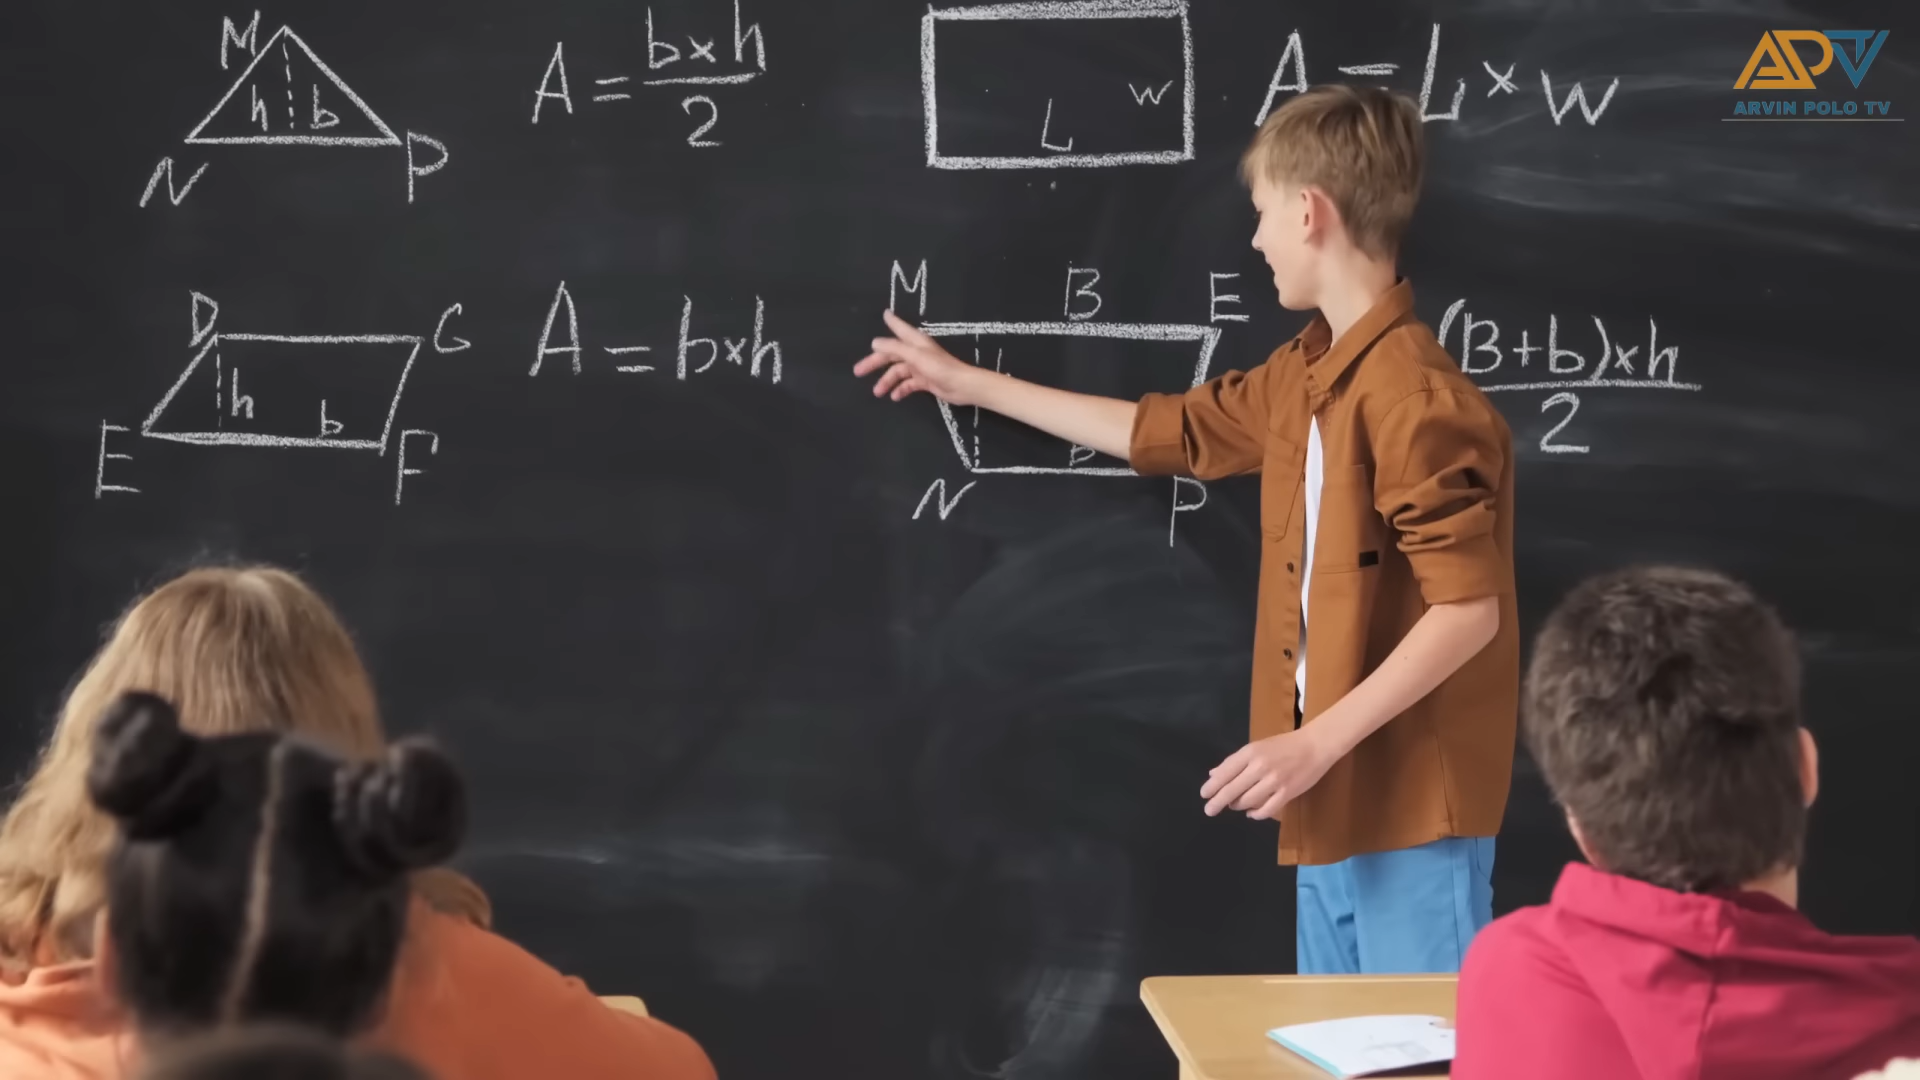 M
h b
N P
A = b×h
2
L W
A = L × W
ARVIN POLO TV
D G
h b
E F
A = b×h
M B E
b
N P
(B+b)×h
2